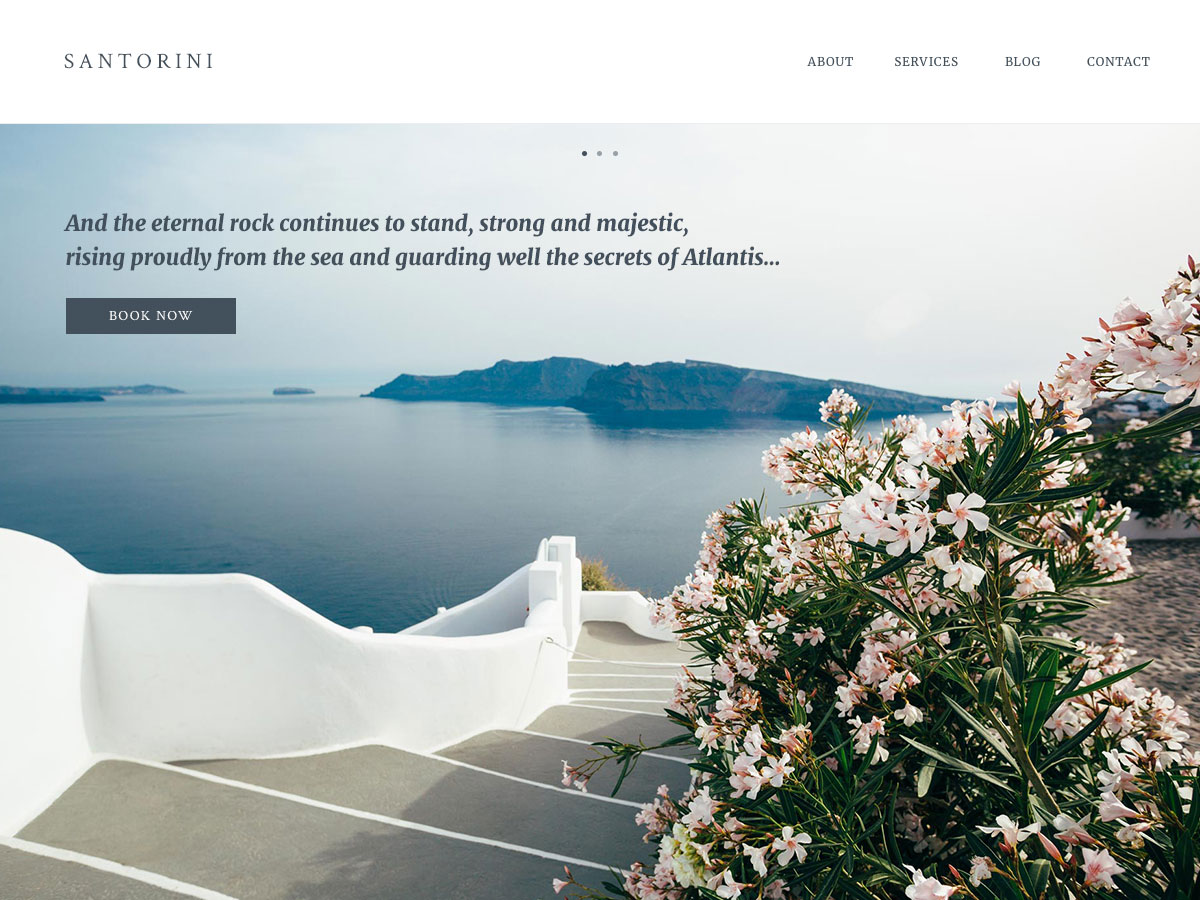 SANTORINI
ABOUT SERVICES BLOG CONTACT
And the eternal rock continues to stand, strong and majestic,
rising proudly from the sea and guarding well the secrets of Atlantis...
BOOK NOW